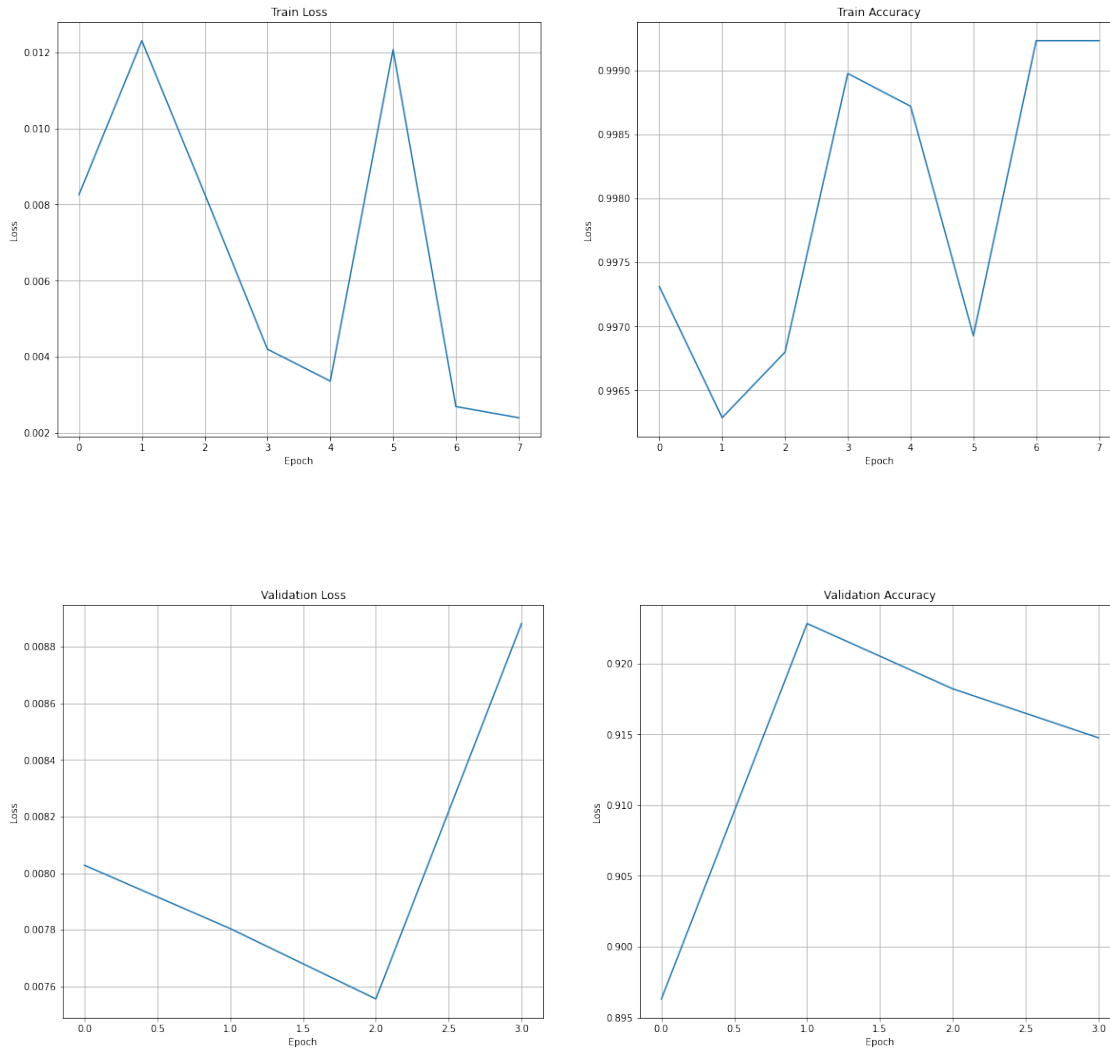 Train Loss
Train Accuracy
0.012
0.010
0.008
0.006
0.004
0.002
Loss
0 1 2 3 4 5 6 7
Epoch
0.9990
0.9985
0.9980
0.9975
0.9970
0.9965
Loss
0 1 2 3 4 5 6 7
Epoch
Validation Loss
Validation Accuracy
0.0088
0.0086
0.0084
0.0082
0.0080
0.0078
0.0076
Loss
0.0 0.5 1.0 1.5 2.0 2.5 3.0
Epoch
0.920
0.915
0.910
0.905
0.900
0.895
Loss
0.0 0.5 1.0 1.5 2.0 2.5 3.0
Epoch